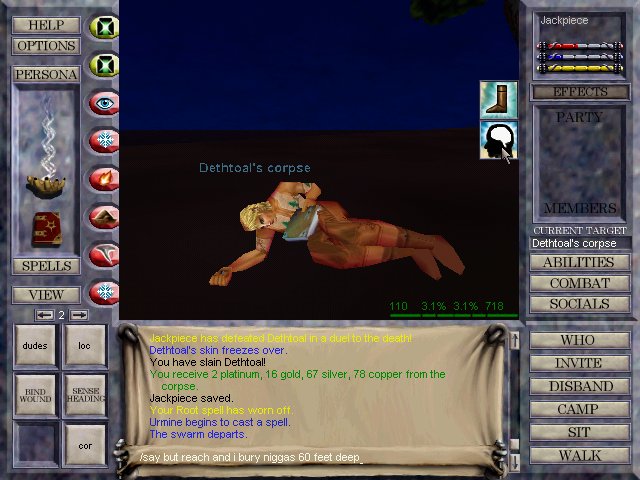 HELP
OPTIONS
PERSONA
SPELLS
VIEW
2
dudes
loc
BIND WOUND
SENSE HEADING
cor
Dethtoal's corpse
110 3.1% 3.1% 718
Jackpiece has defeated Dethtoal in a duel to the death!
Dethtoal's skin freezes over.
You have slain Dethtoal!
You receive 2 platinum, 16 gold, 67 silver, 78 copper from the
corpse.
Jackpiece saved.
Your Root spell has worn off.
Urmine begins to cast a spell.
The swarm departs.
/say but reach and i bury niggas 60 feet deep_
Jackpiece
EFFECTS
PARTY
MEMBERS
CURRENT TARGET
Dethtoal's corpse
ABILITIES
COMBAT
SOCIALS
WHO
INVITE
DISBAND
CAMP
SIT
WALK